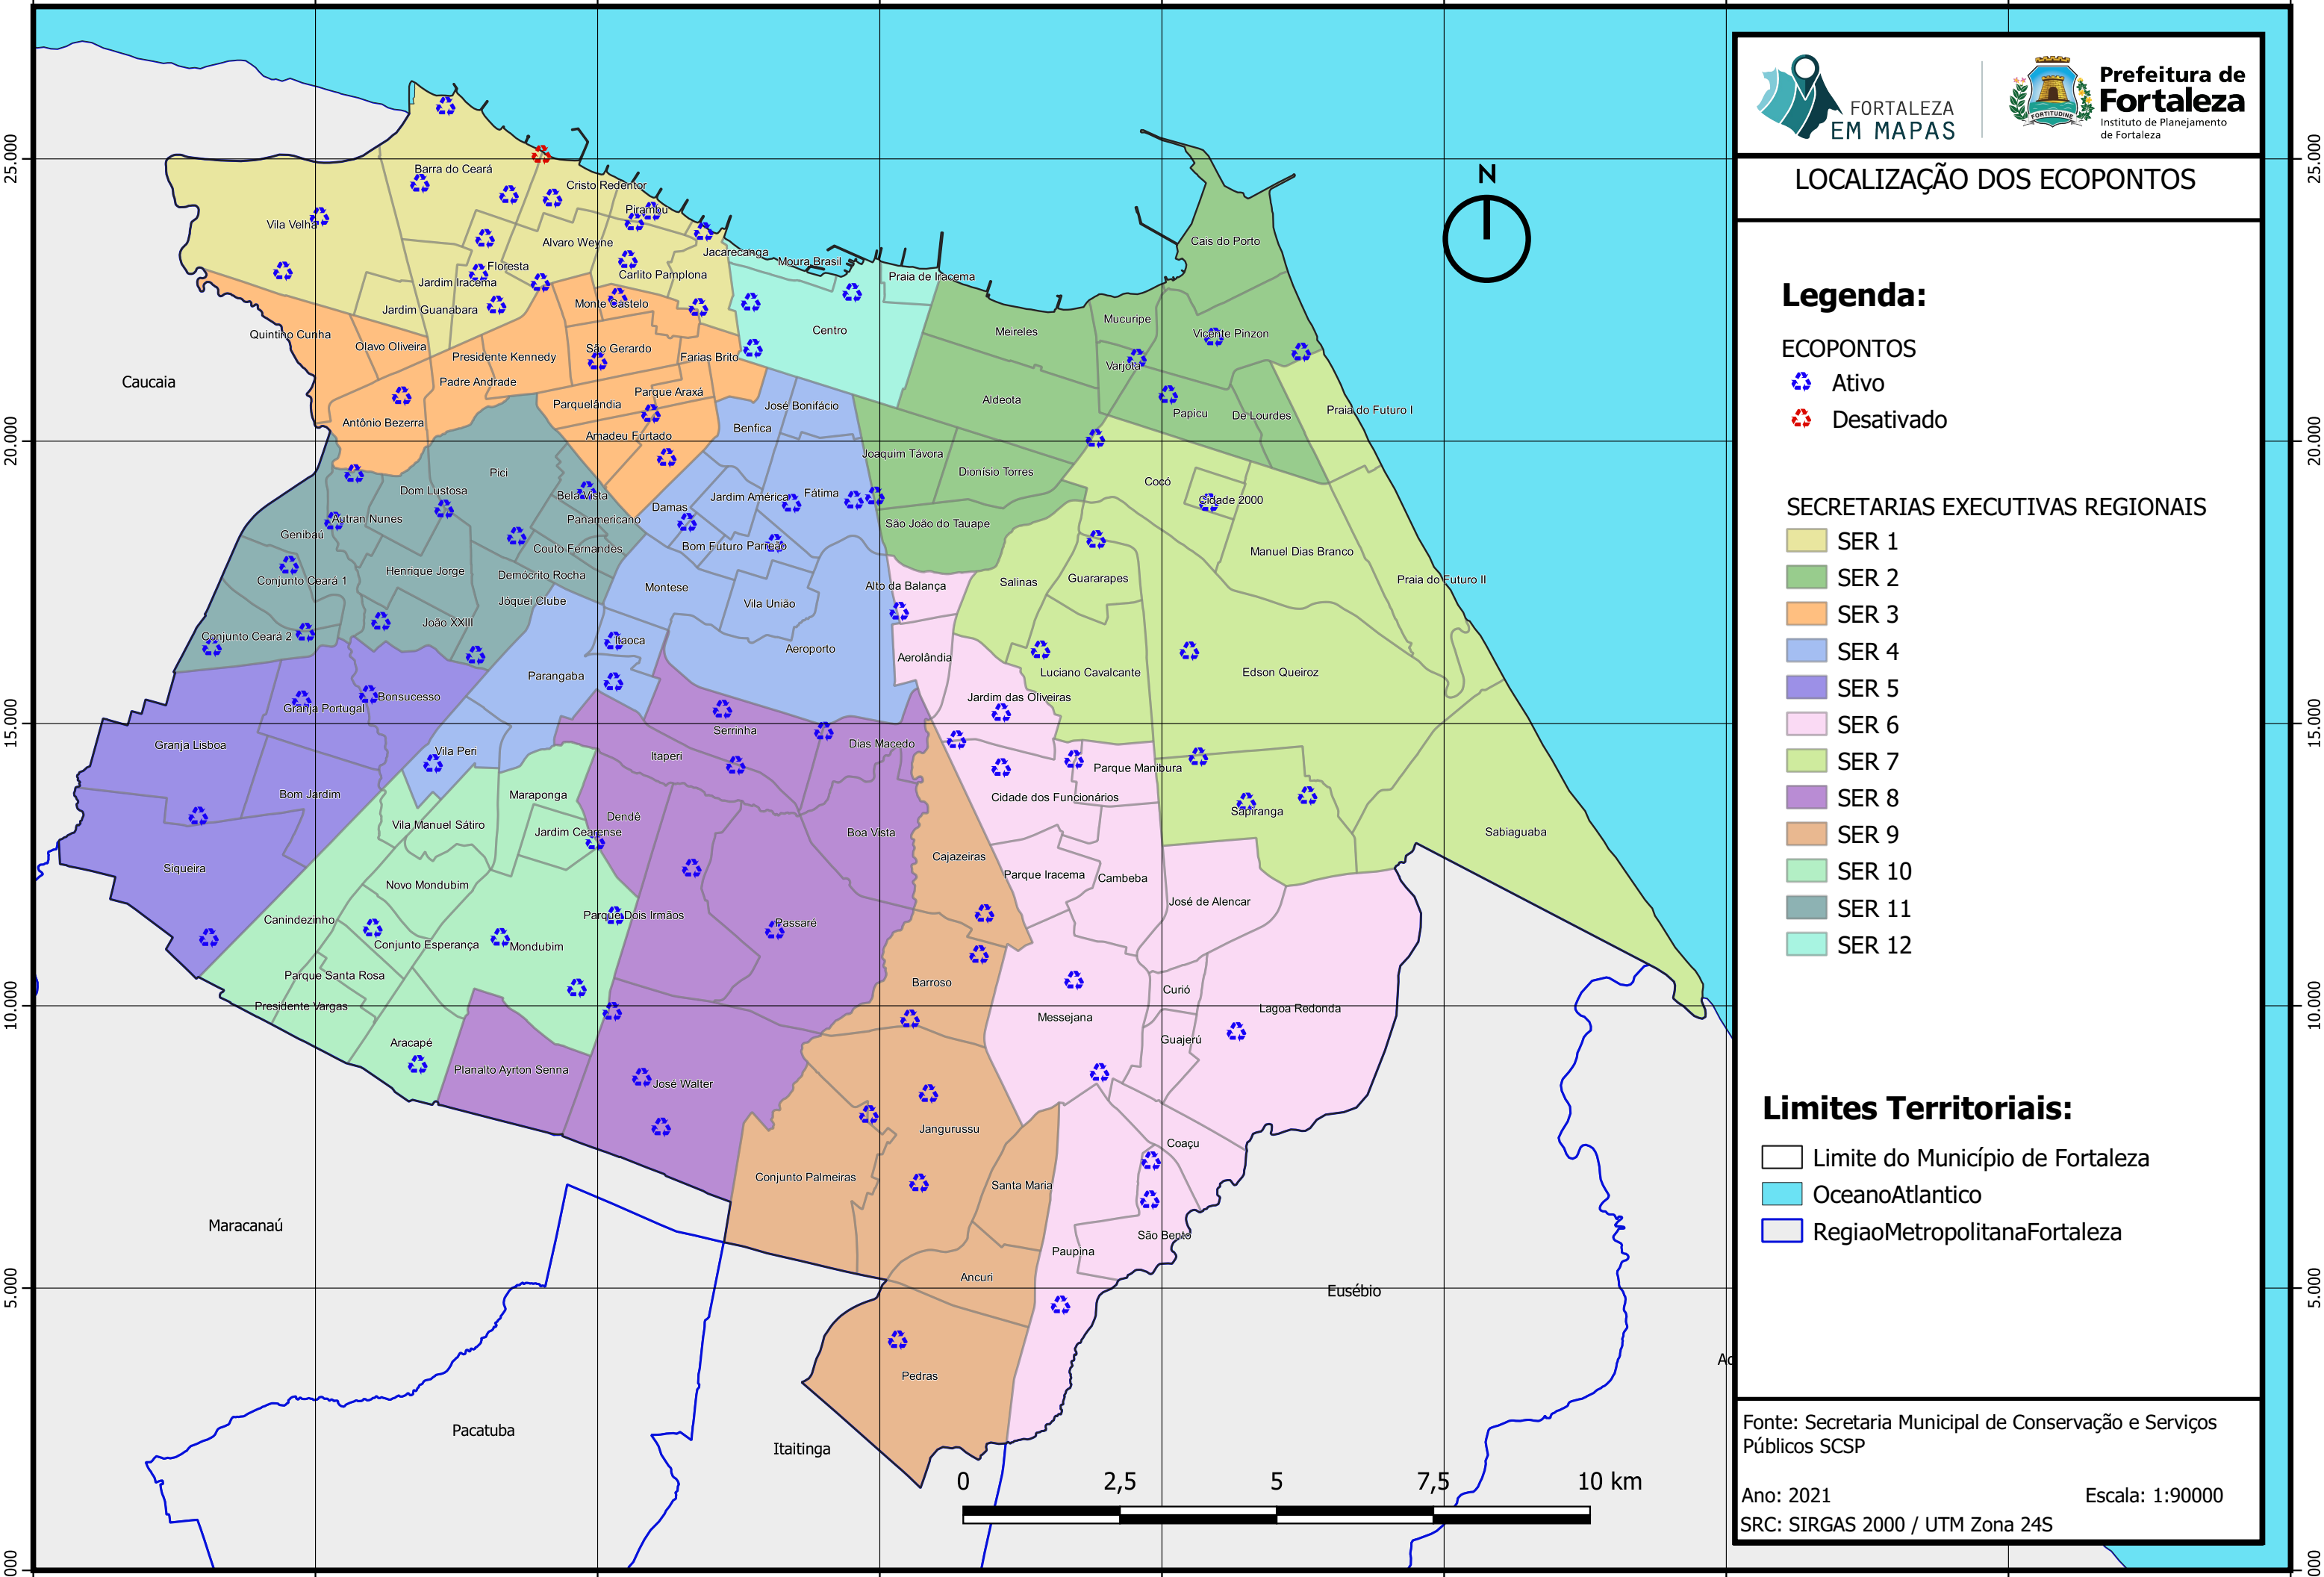 FORTALEZA
EM MAPAS
Prefeitura de
Fortaleza
Instituto de Planejamento
de Fortaleza
FORTITUDINE
LOCALIZAÇÃO DOS ECOPONTOS
Legenda:
ECOPONTOS
Ativo
Desativado
SECRETARIAS EXECUTIVAS REGIONAIS
SER 1
SER 2
SER 3
SER 4
SER 5
SER 6
SER 7
SER 8
SER 9
SER 10
SER 11
SER 12
Limites Territoriais:
Limite do Município de Fortaleza
OceanoAtlantico
RegiaoMetropolitanaFortaleza
Fonte: Secretaria Municipal de Conservação e Serviços
Públicos SCSP
Ano: 2021
Escala: 1:90000
SRC: SIRGAS 2000 / UTM Zona 24S
N
25.000
20.000
15.000
10.000
5.000
000
25.000
20.000
15.000
10.000
5.000
000
Barra do Ceará
Cristo Redentor
Pirambu
Vila Velha
Alvaro Weyne
Jacarecanga
Moura Brasil
Floresta
Carlito Pamplona
Praia de Iracema
Cais do Porto
Jardim Iracema
Jardim Guanabara
Monte Castelo
Centro
Meireles
Mucuripe
Vicente Pinzon
Quintino Cunha
Olavo Oliveira
Presidente Kennedy
São Gerardo
Farias Brito
Varjota
Caucaia
Padre Andrade
Parque Araxá
Parquelândia
José Bonifácio
Aldeota
Papicu
De Lourdes
Praia do Futuro I
Antônio Bezerra
Amadeu Furtado
Benfica
Joaquim Távora
Dionisio Torres
Pici
Dom Lustosa
Bela Vista
Damas
Jardim América
Fátima
Cocó
Cidade 2000
Autran Nunes
Panamericano
São João do Tauape
Genibaú
Couto Fernandes
Bom Futuro
Parreão
Manuel Dias Branco
Conjunto Ceará 1
Henrique Jorge
Demócrito Rocha
Montese
Alto da Balança
Salinas
Guararapes
Praia do Futuro II
Jóquei Clube
Vila União
João XXIII
Conjunto Ceará 2
Itaoca
Aeroporto
Aerolândia
Parangaba
Luciano Cavalcante
Edson Queiroz
Bonsucesso
Granja Portugal
Jardim das Oliveiras
Granja Lisboa
Vila Peri
Serrinha
Dias Macedo
Itaperi
Parque Manibura
Bom Jardim
Maraponga
Cidade dos Funcionários
Vila Manuel Sátiro
Dendê
Jardim Cearense
Boa Vista
Sapiranga
Sabiaguaba
Siqueira
Cajazeiras
Novo Mondubim
Parque Iracema
Cambeba
Canindezinho
Parque Dois Irmãos
Passaré
José de Alencar
Conjunto Esperança
Mondubim
Parque Santa Rosa
Barroso
Curió
Presidente Vargas
Messejana
Lagoa Redonda
Aracapé
Guajerú
Planalto Ayrton Senna
José Walter
Jangurussu
Coaçu
Conjunto Palmeiras
Santa Maria
Maracanaú
São Bento
Paupina
Ancuri
Eusébio
Pedras
Pacatuba
Itaitinga
0 2,5 5 7,5 10 km